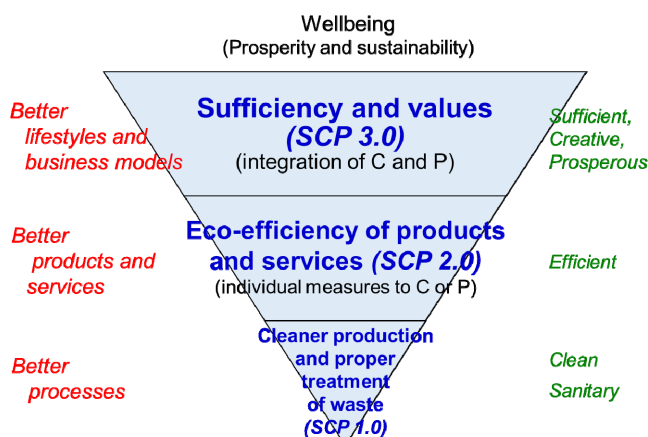 Wellbeing
(Prosperity and sustainability)
Better
lifestyles and
business models
Sufficiency and values
(SCP 3.0)
(integration of C and P)
Sufficient,
Creative,
Prosperous
Better
products and
services
Eco-efficiency of products
and services (SCP 2.0)
(individual measures to C or P)
Efficient
Better
processes
Cleaner production
and proper
treatment
of waste
(SCP 1.0)
Clean
Sanitary